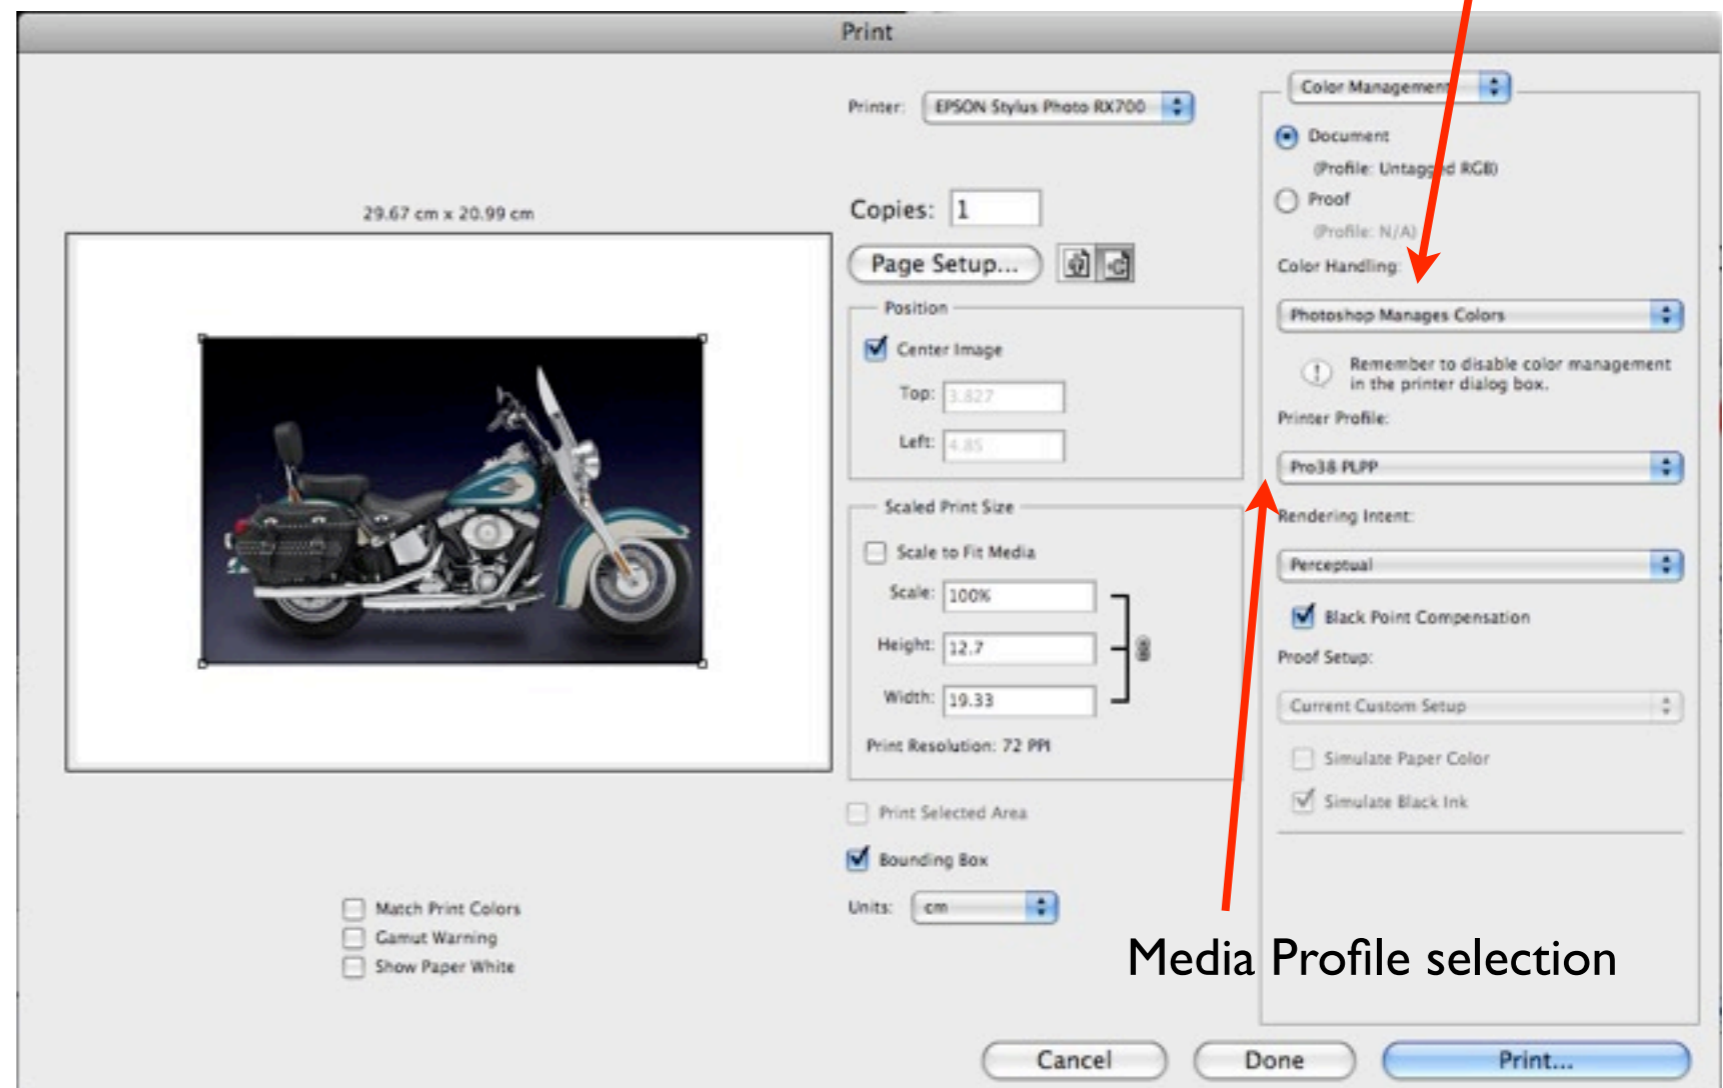 Print
29.67 cm x 20.99 cm
Match Print Colors
Gamut Warning
Show Paper White
Printer: EPSON Stylus Photo RX700
Copies: 1
Page Setup...
Position
Center Image
Top: 3.827
Left: 4.85
Scaled Print Size
Scale to Fit Media
Scale: 100%
Height: 12.7
Width: 19.33
Print Resolution: 72 PPI
Print Selected Area
Bounding Box
Units: cm
Color Management
Document
(Profile: Untagged RGB)
Proof
(Profile: N/A)
Color Handling:
Photoshop Manages Colors
Remember to disable color management
in the printer dialog box.
Printer Profile:
Pro38 PLPP
Rendering Intent:
Perceptual
Black Point Compensation
Proof Setup:
Current Custom Setup
Simulate Paper Color
Simulate Black Ink
Media Profile selection
Cancel
Done
Print...